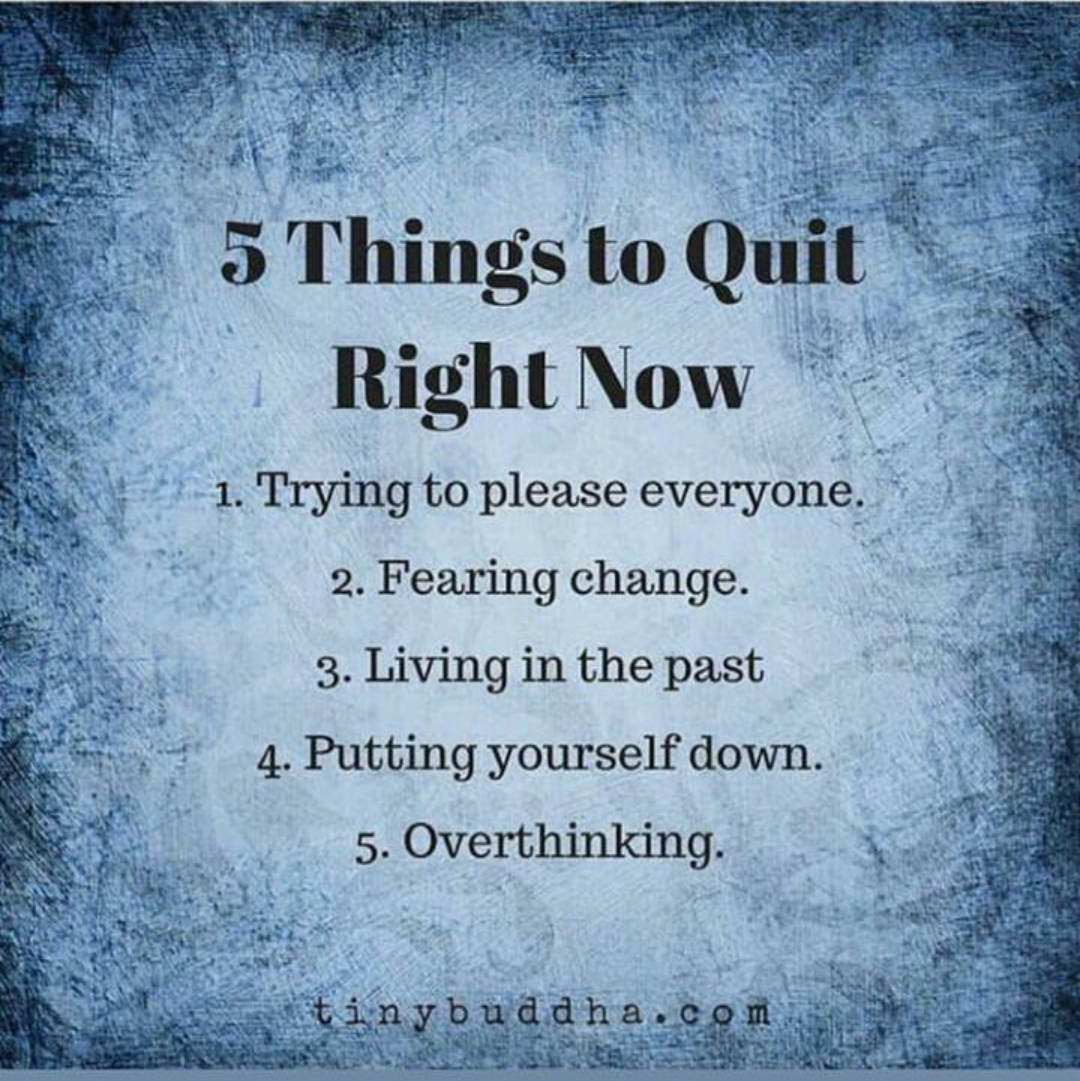 5 Things to Quit
Right Now
1. Trying to please everyone.
2. Fearing change.
3. Living in the past
4. Putting yourself down.
5. Overthinking.
tinybuddha.com